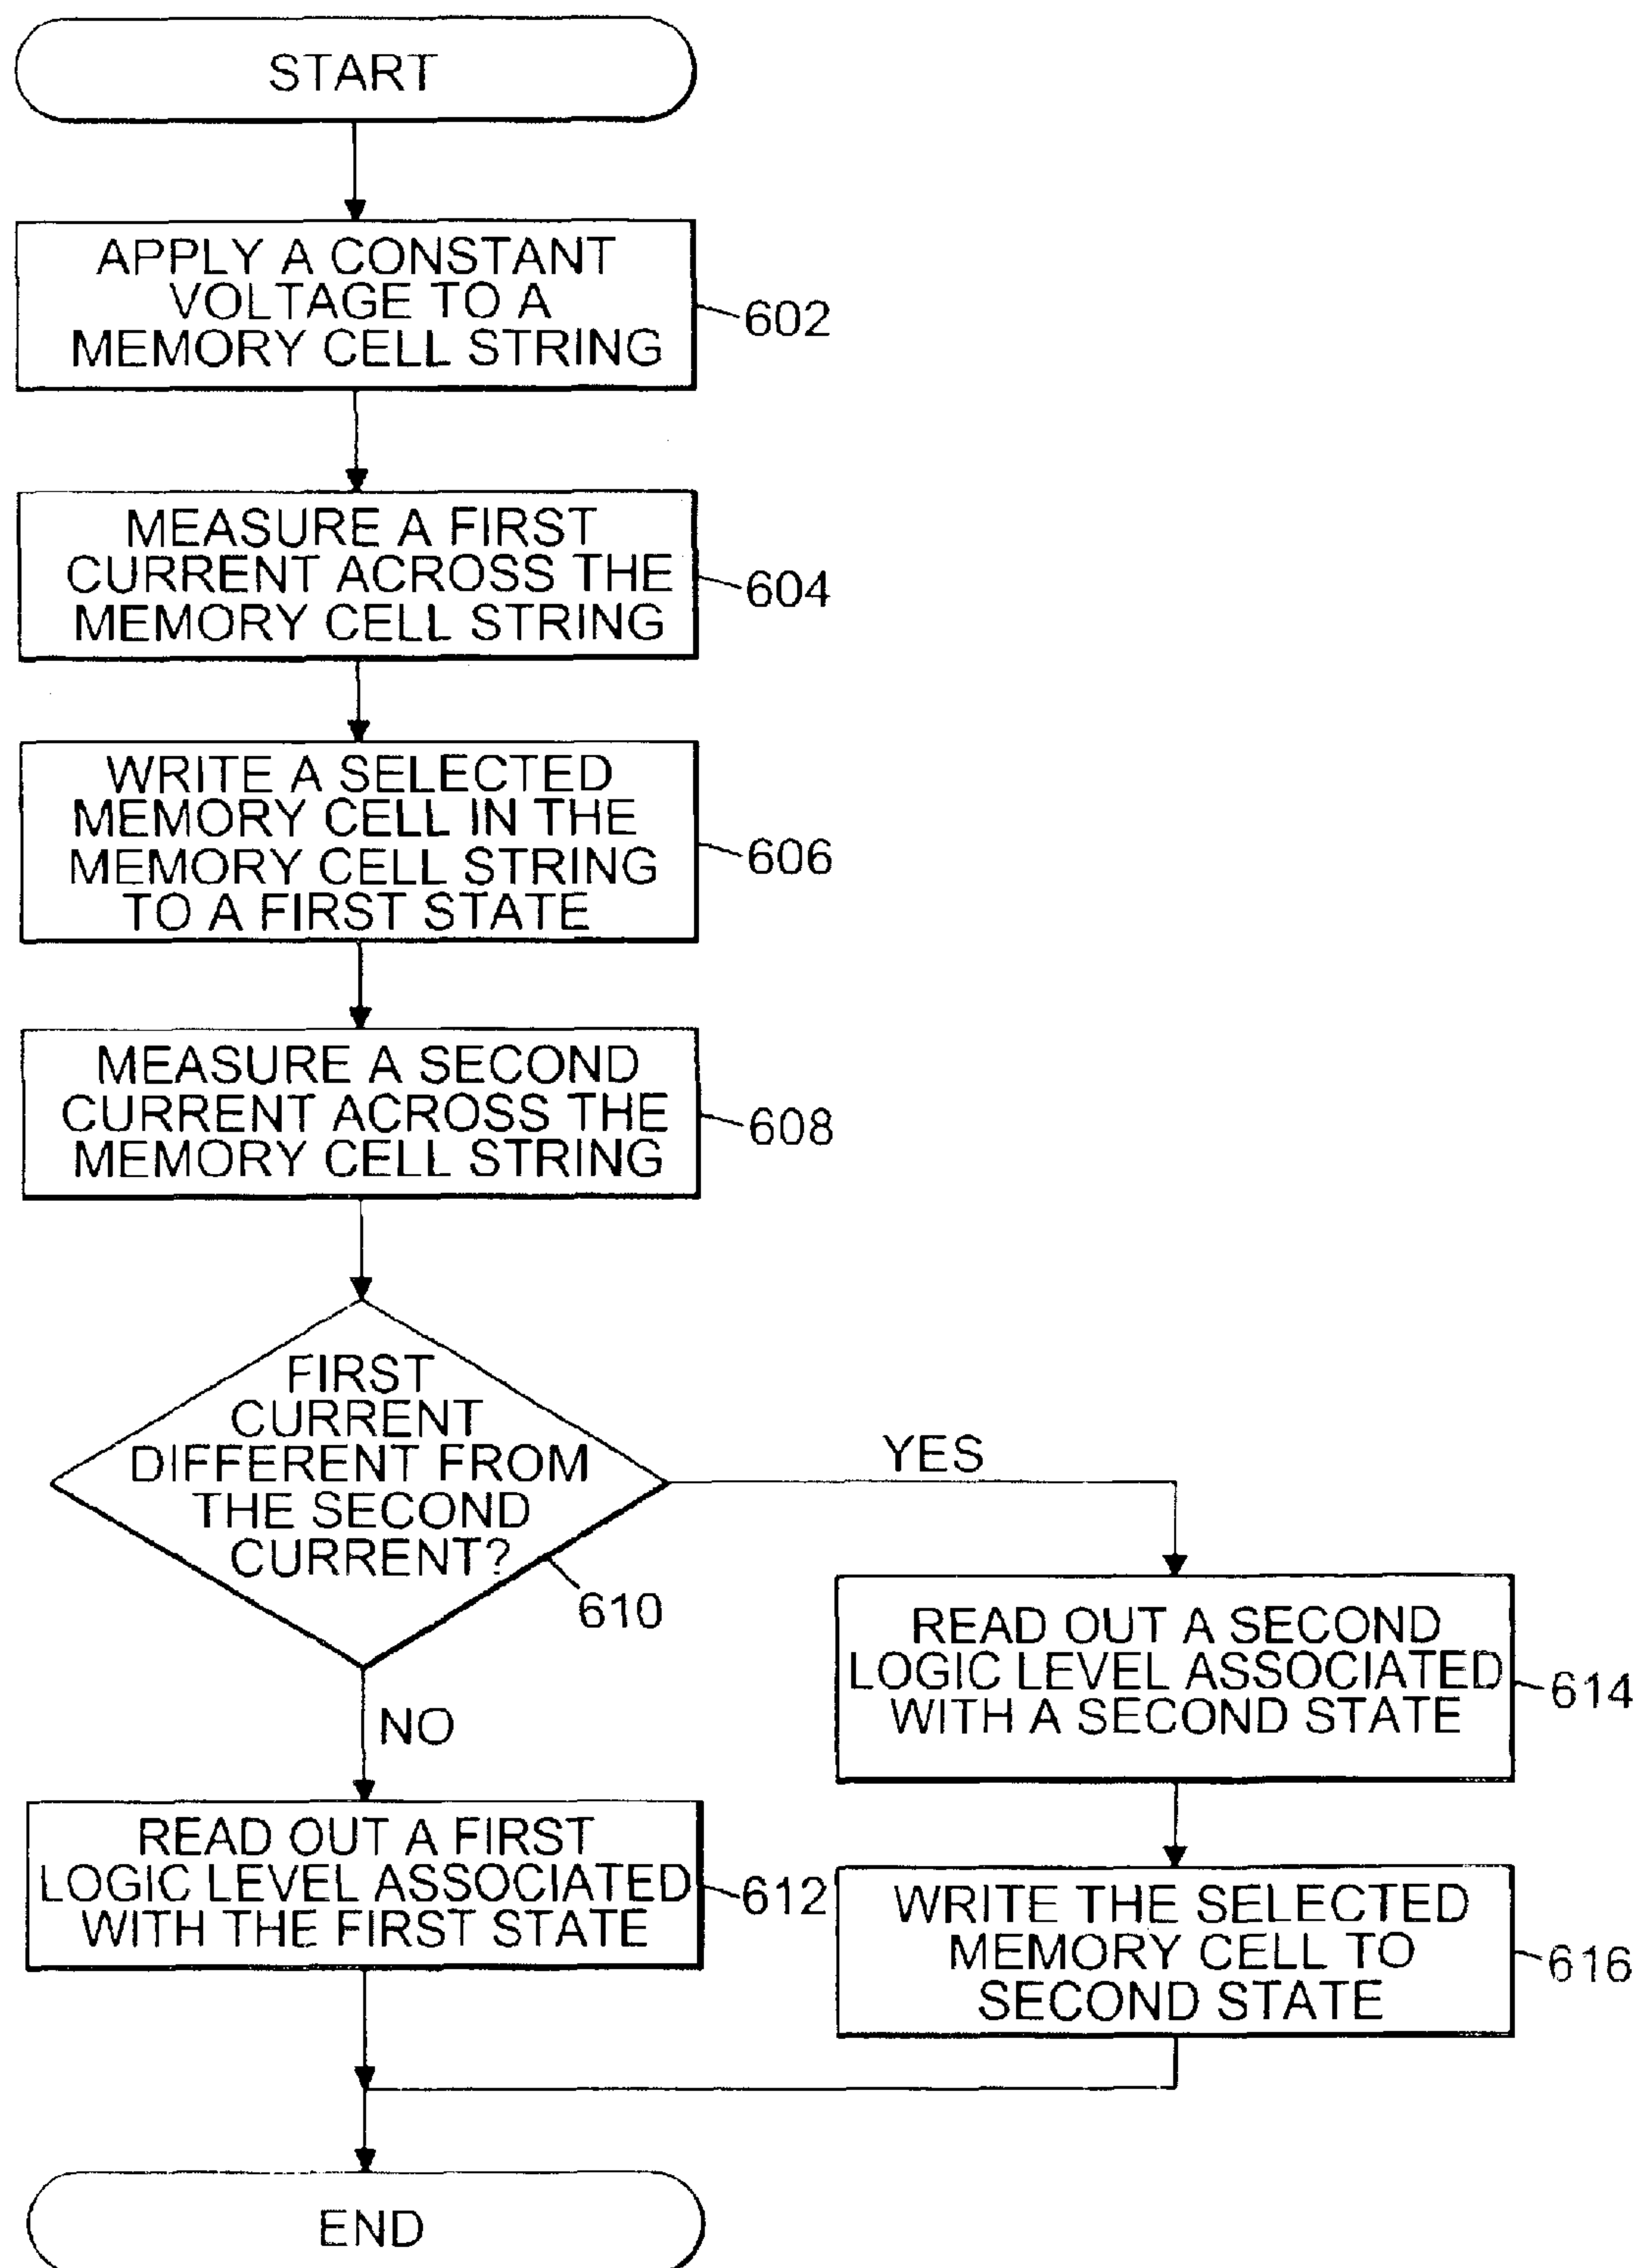 START
APPLY A CONSTANT
VOLTAGE TO A
MEMORY CELL STRING
602
MEASURE A FIRST
CURRENT ACROSS THE
MEMORY CELL STRING
604
WRITE A SELECTED
MEMORY CELL IN THE
MEMORY CELL STRING
TO A FIRST STATE
606
MEASURE A SECOND
CURRENT ACROSS THE
MEMORY CELL STRING
608
FIRST
CURRENT
DIFFERENT FROM
THE SECOND
CURRENT?
610
YES
NO
READ OUT A SECOND
LOGIC LEVEL ASSOCIATED
WITH A SECOND STATE
614
READ OUT A FIRST
LOGIC LEVEL ASSOCIATED
WITH THE FIRST STATE
612
WRITE THE SELECTED
MEMORY CELL TO
SECOND STATE
616
END